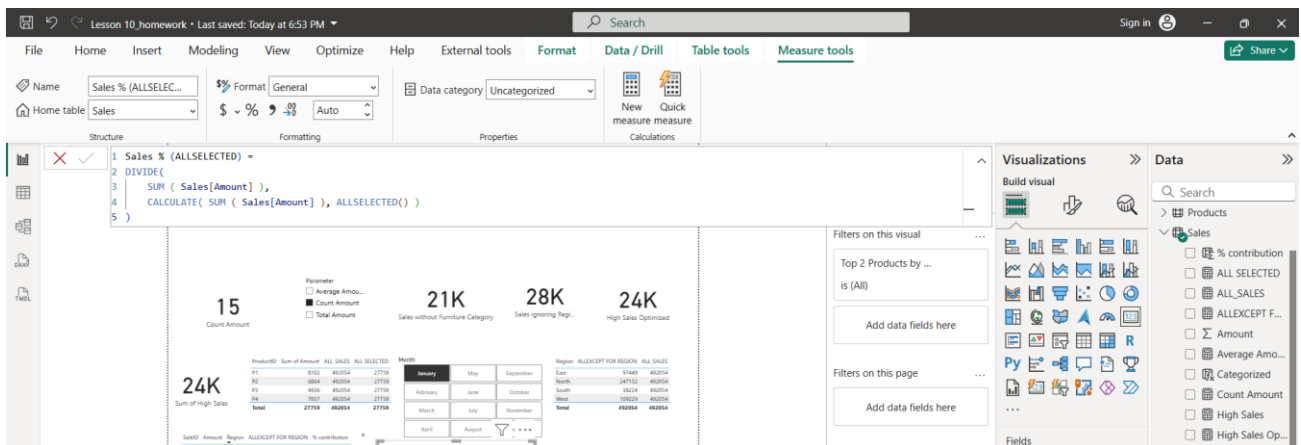 Lesson 10_homework • Last saved: Today at 6:53 PM
Search
Sign in
File Home Insert Modeling View Optimize Help External tools Format Data / Drill Table tools Measure tools
Share
Name Sales % (ALLSELEC...
Format General
Data category Uncategorized
New measure
Quick measure
Home table Sales
$ % 9 .00 Auto
Structure Formatting Properties Calculations
1 Sales % (ALLSELECTED) =
2 DIVIDE(
3 SUM ( Sales[Amount] ),
4 CALCULATE( SUM ( Sales[Amount] ), ALLSELECTED() )
5 )
Parameter
Average Amou...
Count Amount
Total Amount
15
Count Amount
21K
Sales without Furniture Category
28K
Sales ignoring Regi...
24K
High Sales Optimized
24K
Sum of High Sales
ProductID Sum of Amount ALL SALES ALL SELECTED
P1 8102 492054 27759
P2 6864 492054 27759
P3 4936 492054 27759
P4 7857 492054 27759
Total 27759 492054 27759
Month
January May September
February June October
March July November
April August
Region ALLEXCEPT FOR REGION ALL SALES
East 97449 492054
North 247152 492054
South 38224 492054
West 109229 492054
Total 492054 492054
SaleID Amount Region ALLEXCEPT FOR REGION % contribution
Filters on this visual
Top 2 Products by ...
is (All)
Add data fields here
Filters on this page
Add data fields here
Visualizations
Build visual
123
R
Py
Fields
Data
Search
Products
Sales
% contribution
ALL SELECTED
ALL_SALES
ALLEXCEPT F...
Amount
Average Amo...
Categorized
Count Amount
High Sales
High Sales Op...